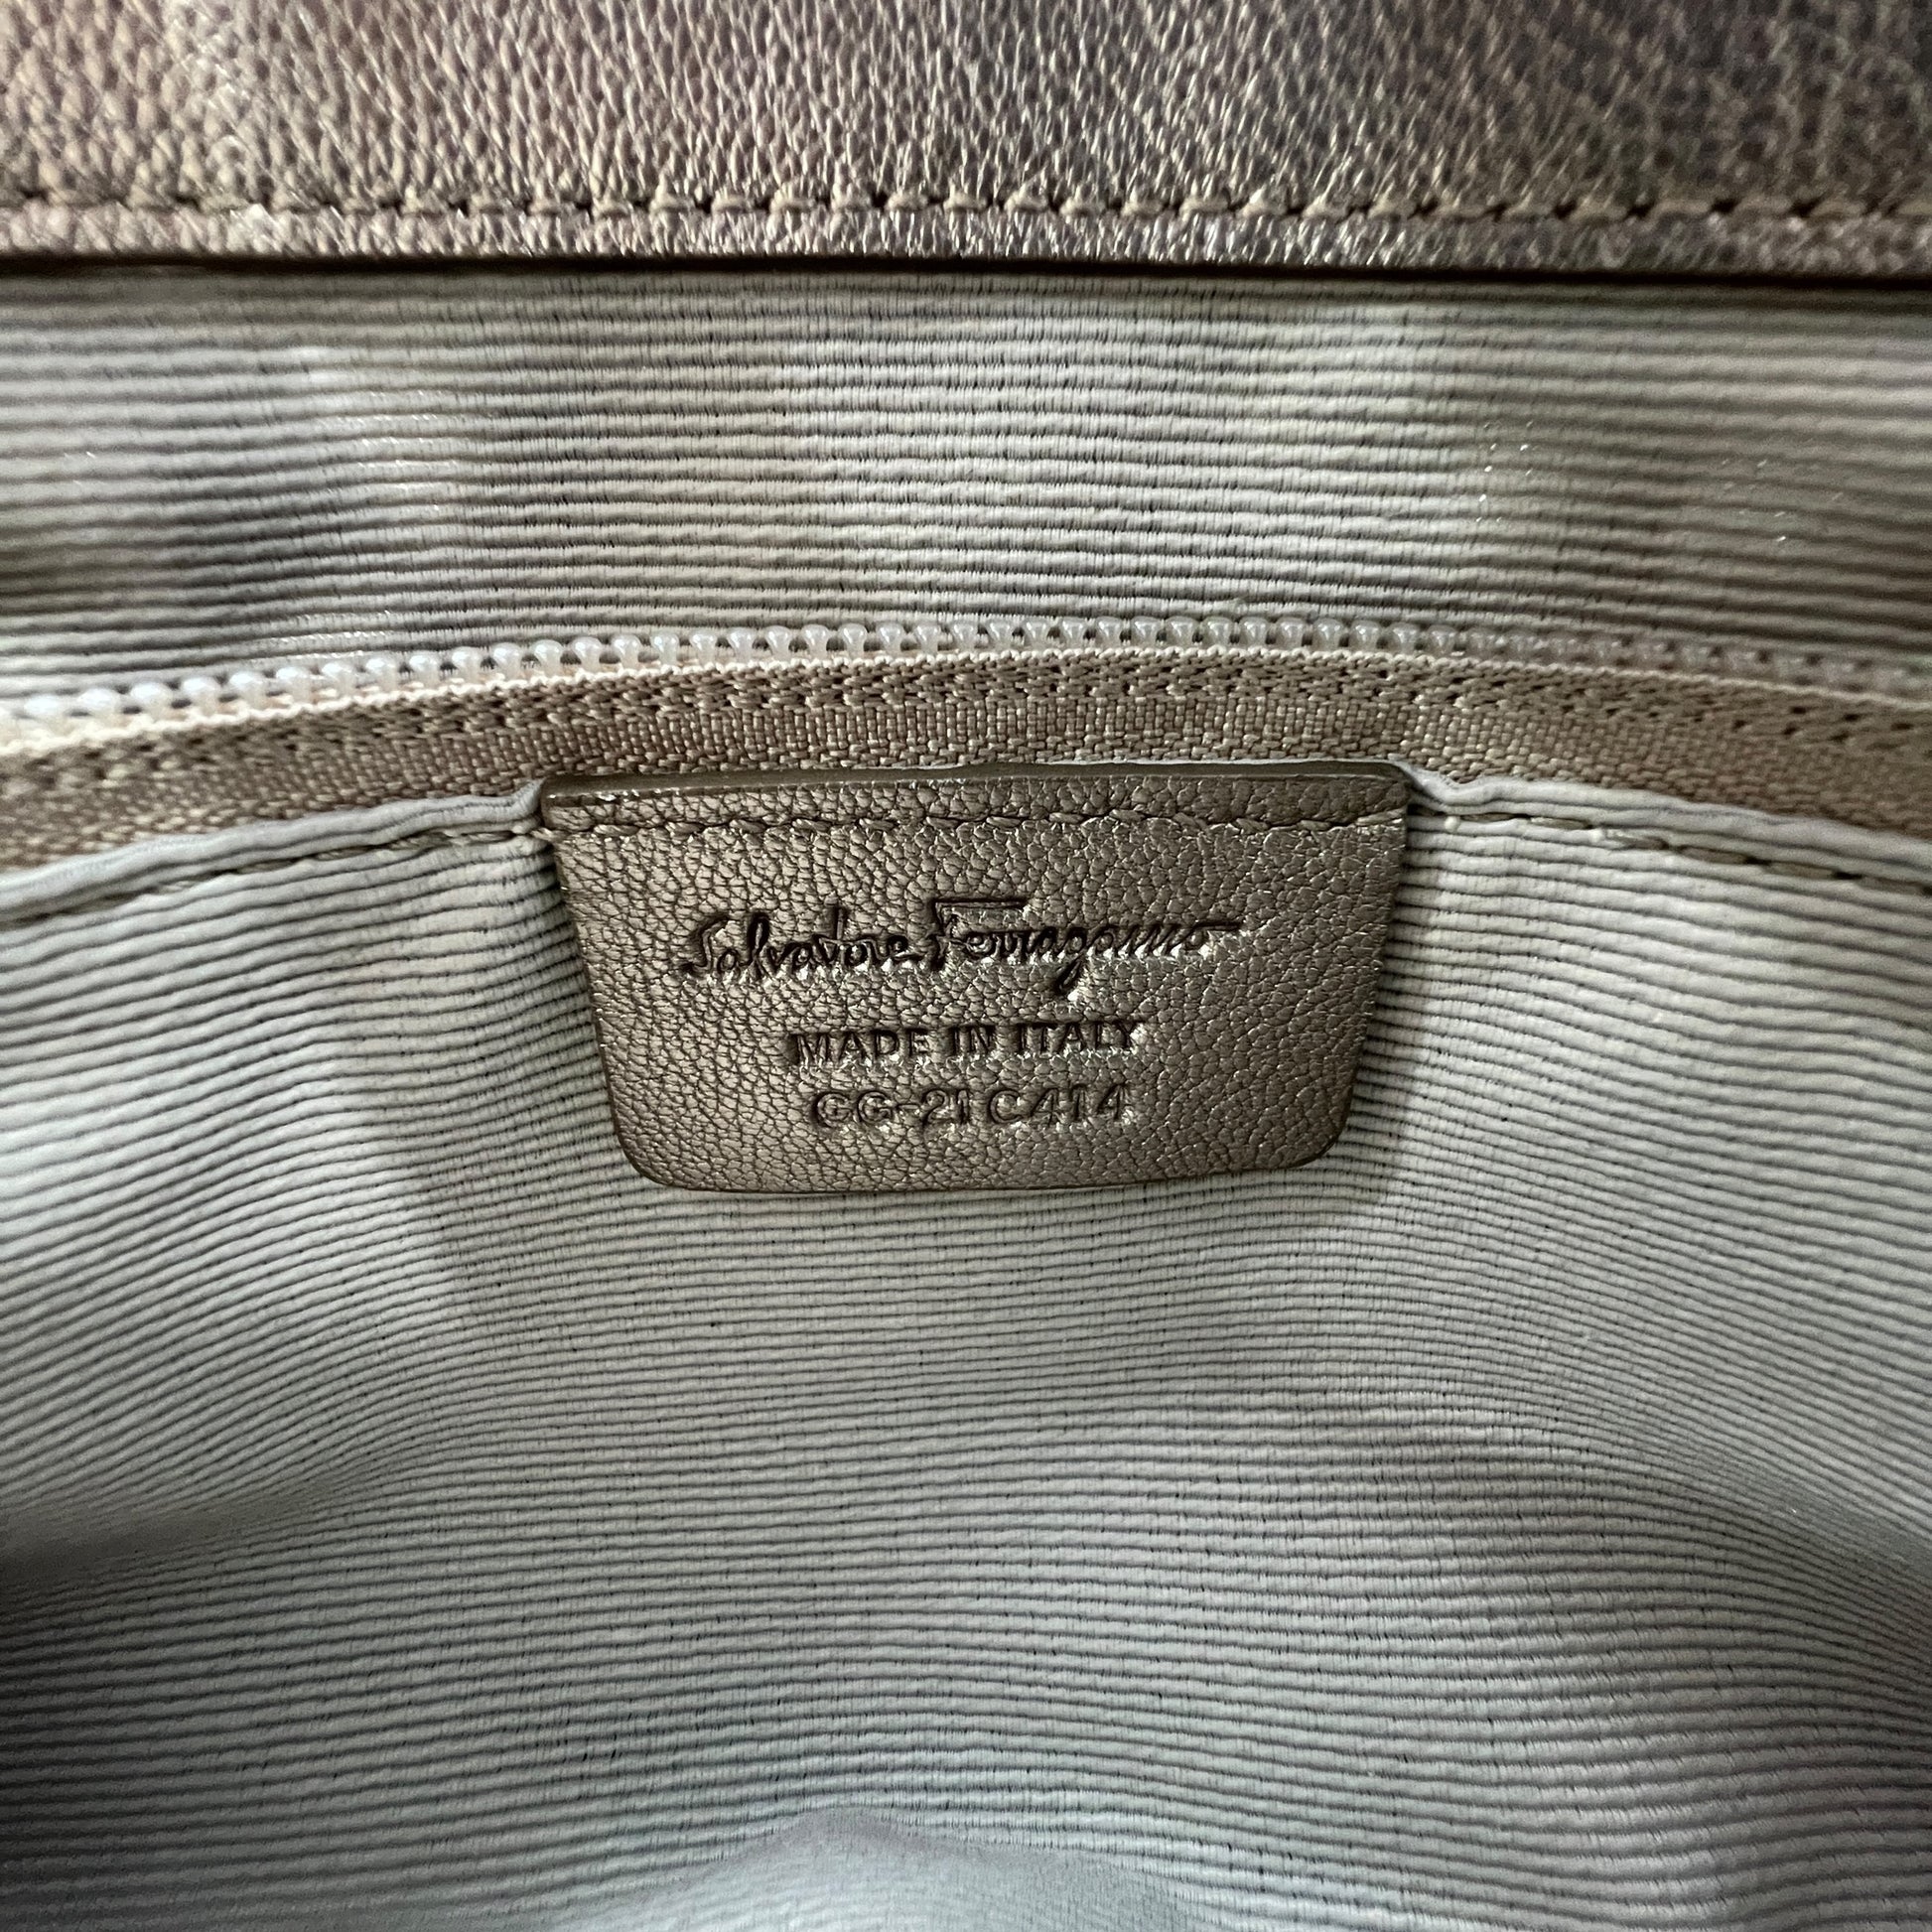 Salvatore Ferragamo
MADE IN ITALY
GG-21 C414